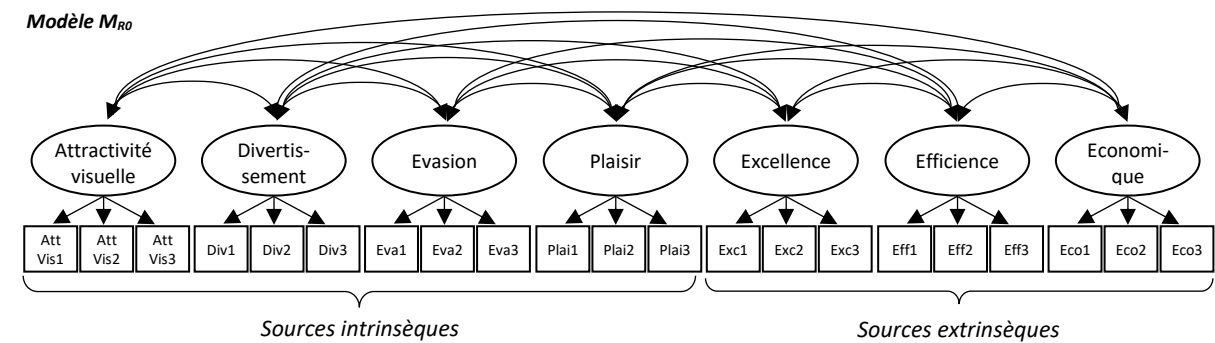 Modèle M_R0
Attractivité
visuelle
Divertis-
sement
Evasion
Plaisir
Excellence
Efficience
Economi-
que
Att
Vis1
Att
Vis2
Att
Vis3
Div1
Div2
Div3
Eva1
Eva2
Eva3
Plai1
Plai2
Plai3
Exc1
Exc2
Exc3
Eff1
Eff2
Eff3
Eco1
Eco2
Eco3
Sources intrinsèques
Sources extrinsèques